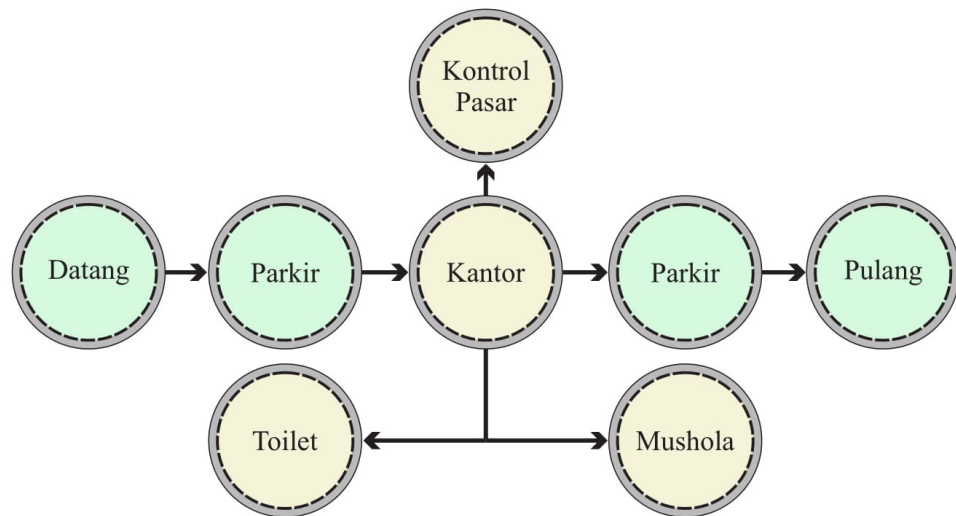 Kontrol
Pasar
Datang
Parkir
Kantor
Parkir
Pulang
Toilet
Mushola